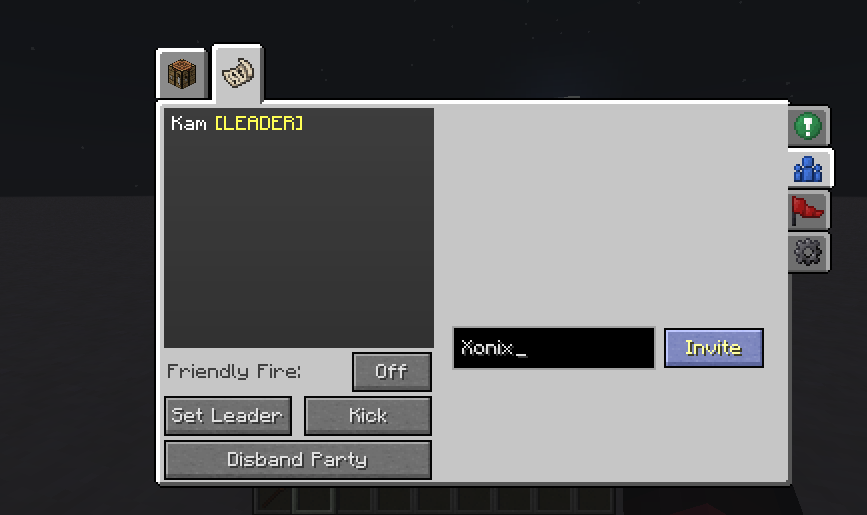 Kam [LEADER]
Xonix_
Invite
Friendly Fire:
Off
Set Leader
Kick
Disband Party